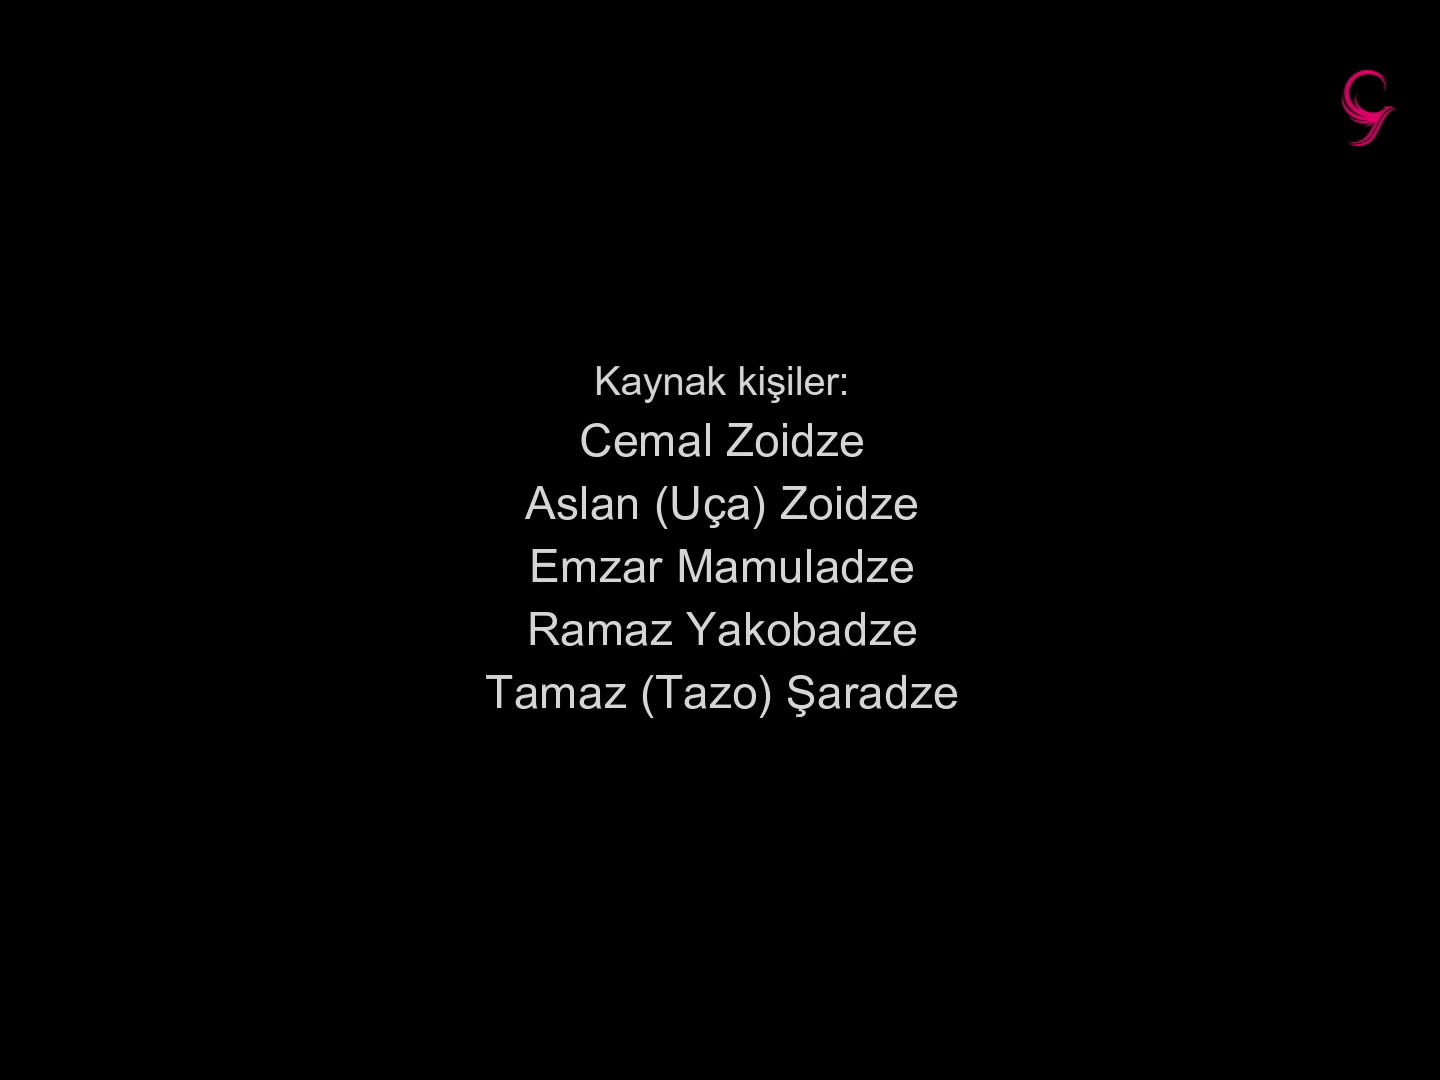 Kaynak kişiler:
Cemal Zoidze
Aslan (Uça) Zoidze
Emzar Mamuladze
Ramaz Yakobadze
Tamaz (Tazo) Şaradze